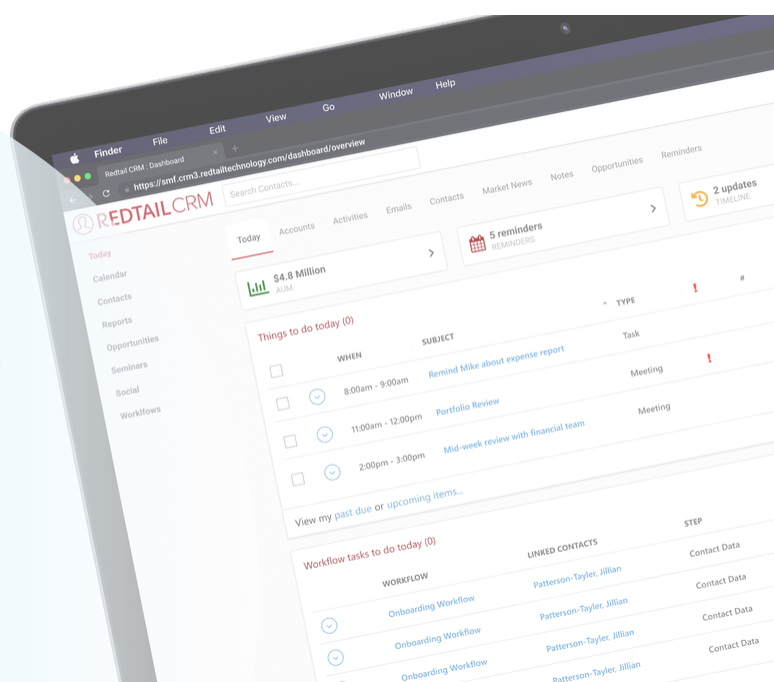 Finder File Edit View Go Window Help
Redtail CRM : Dashboard × +
https://smf.crm3.redtailtechnology.com/dashboard/overview
REDTAILCRM
Search Contacts...
Today
Calendar
Contacts
Reports
Opportunities
Seminars
Social
Worklfows
Today Accounts Activities Emails Contacts Market News Notes Opportunities Reminders
$4.8 Million
AUM
5 reminders
REMINDERS
2 updates
TIMELINE
Things to do today (0)
WHEN SUBJECT TYPE ! #
8:00am - 9:00am Remind Mike about expense report Task
11:00am - 12:00pm Portfolio Review Meeting !
2:00pm - 3:00pm Mid-week review with financial team Meeting
View my past due or upcoming items...
Workflow tasks to do today (0)
WORKFLOW LINKED CONTACTS STEP
Onboarding Workflow Patterson-Tayler, Jillian Contact Data
Onboarding Workflow Patterson-Tayler, Jillian Contact Data
Onboarding Workflow Patterson-Tayler, Jillian Contact Data
Patterson-Tayler, Jillian Contact Data